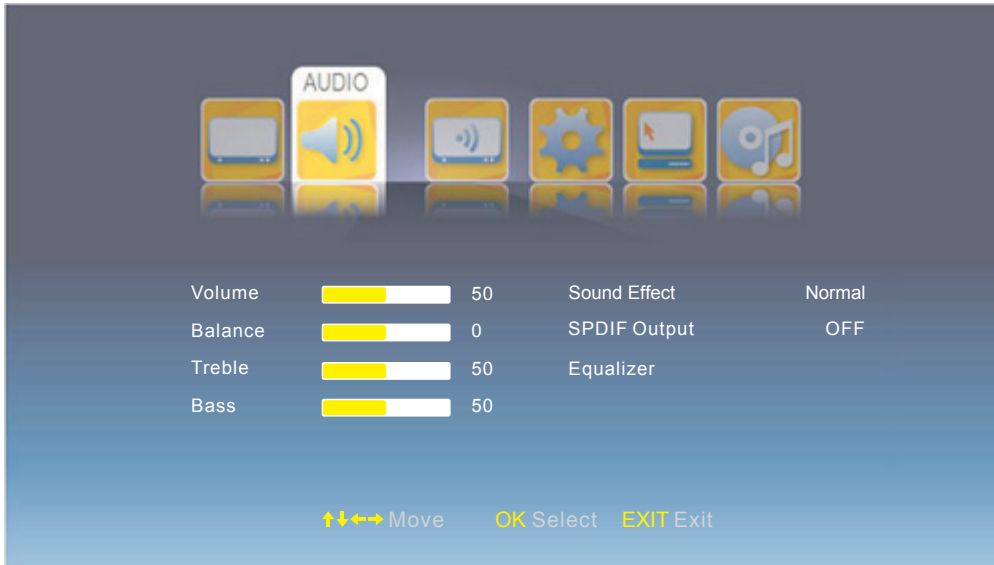 AUDIO
Volume 50
Balance 0
Treble 50
Bass 50
Sound Effect Normal
SPDIF Output OFF
Equalizer
Move OK Select EXIT Exit